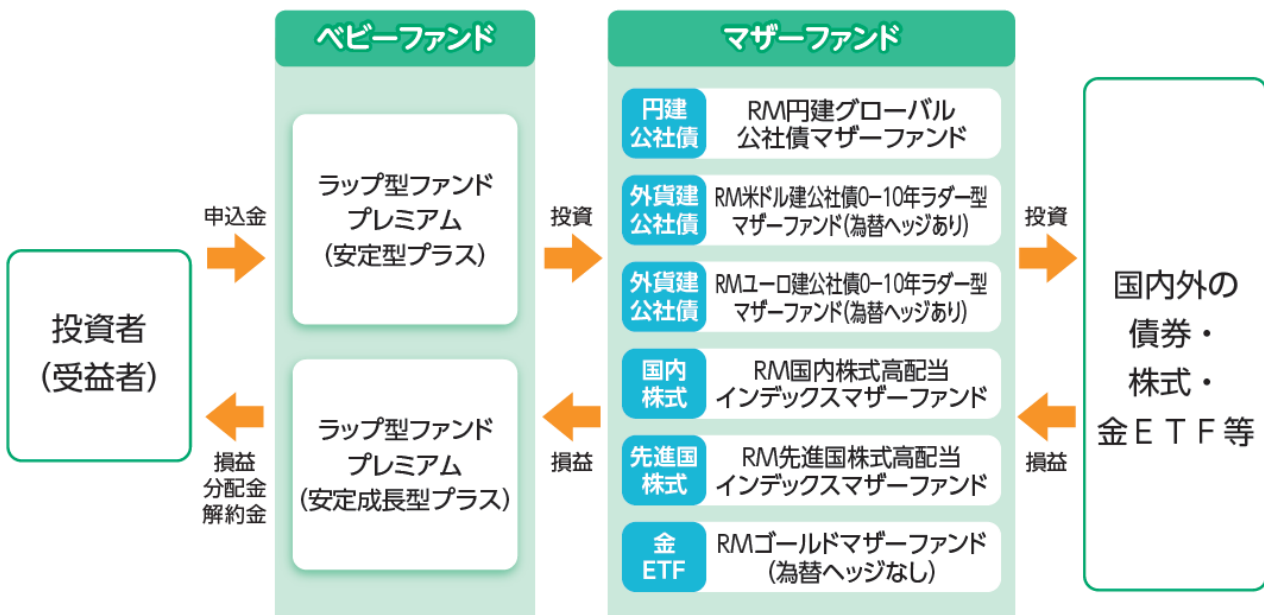 ベビーファンド
マザーファンド
投資者
（受益者）
申込金
損益
分配金
解約金
ラップ型ファンド
プレミアム
（安定型プラス）
ラップ型ファンド
プレミアム
（安定成長型プラス）
投資
損益
円建
公社債
RM円建グローバル
公社債マザーファンド
外貨建
公社債
RM米ドル建公社債0−10年ラダー型
マザーファンド（為替ヘッジあり）
外貨建
公社債
RMユーロ建公社債0−10年ラダー型
マザーファンド（為替ヘッジあり）
国内
株式
RM国内株式高配当
インデックスマザーファンド
先進国
株式
RM先進国株式高配当
インデックスマザーファンド
金
ETF
RMゴールドマザーファンド
（為替ヘッジなし）
投資
損益
国内外の
債券・
株式・
金ＥＴＦ等